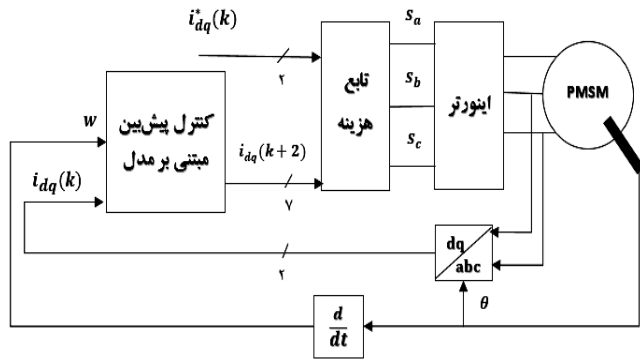 i*dq(k)
۲
Sa
Sb
Sc
تابع
هزینه
اینورتر
PMSM
کنترل پیش‌بین
مبتنی بر مدل
w
idq(k)
idq(k+2)
۷
۲
dq
abc
θ
d
dt